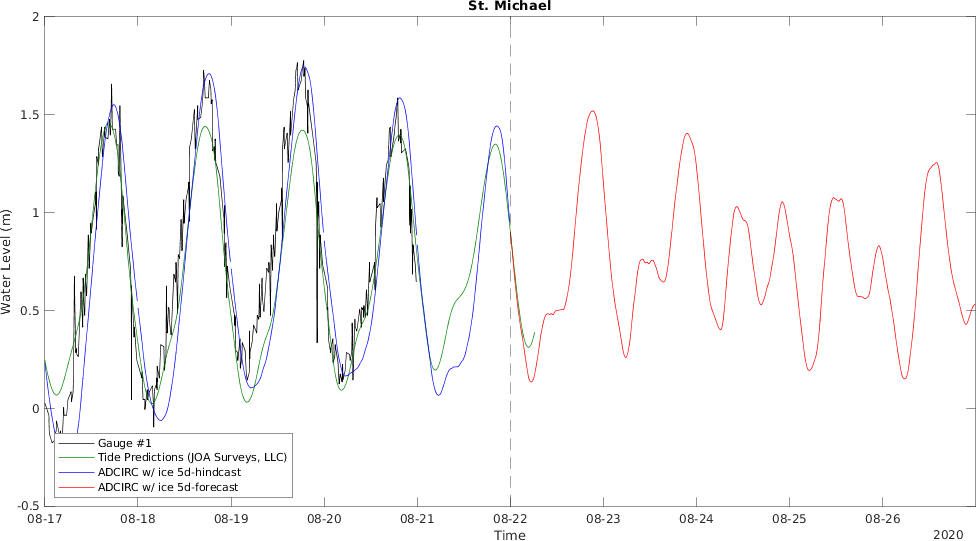 St. Michael
2
1.5
1
0.5
0
-0.5
Water Level (m)
Gauge #1
Tide Predictions (JOA Surveys, LLC)
ADCIRC w/ ice 5d-hindcast
ADCIRC w/ ice 5d-forecast
08-17 08-18 08-19 08-20 08-21 08-22 08-23 08-24 08-25 08-26
Time
2020